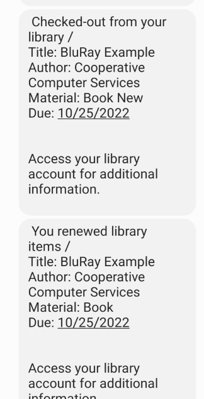 Checked-out from your
library /
Title: BluRay Example
Author: Cooperative
Computer Services
Material: Book New
Due: 10/25/2022
Access your library
account for additional
information.
You renewed library
items /
Title: BluRay Example
Author: Cooperative
Computer Services
Material: Book
Due: 10/25/2022
Access your library
account for additional
information